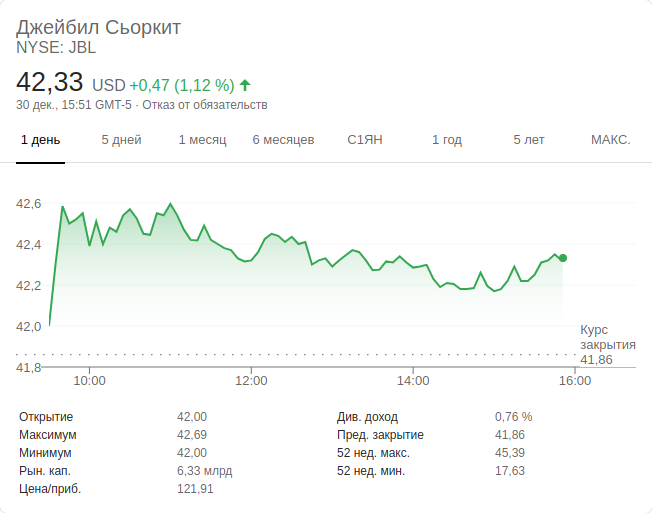 Джейбил Сьоркит
NYSE: JBL
42,33 USD +0,47 (1,12 %)
30 дек., 15:51 GMT-5 · Отказ от обязательств
1 день 5 дней 1 месяц 6 месяцев С1ЯН 1 год 5 лет МАКС.
42,6
42,4
42,2
42,0
Курс
закрытия
41,86
41,8
10:00 12:00 14:00 16:00
Открытие 42,00 Див. доход 0,76 %
Максимум 42,69 Пред. закрытие 41,86
Минимум 42,00 52 нед. макс. 45,39
Рын. кап. 6,33 млрд 52 нед. мин. 17,63
Цена/приб. 121,91